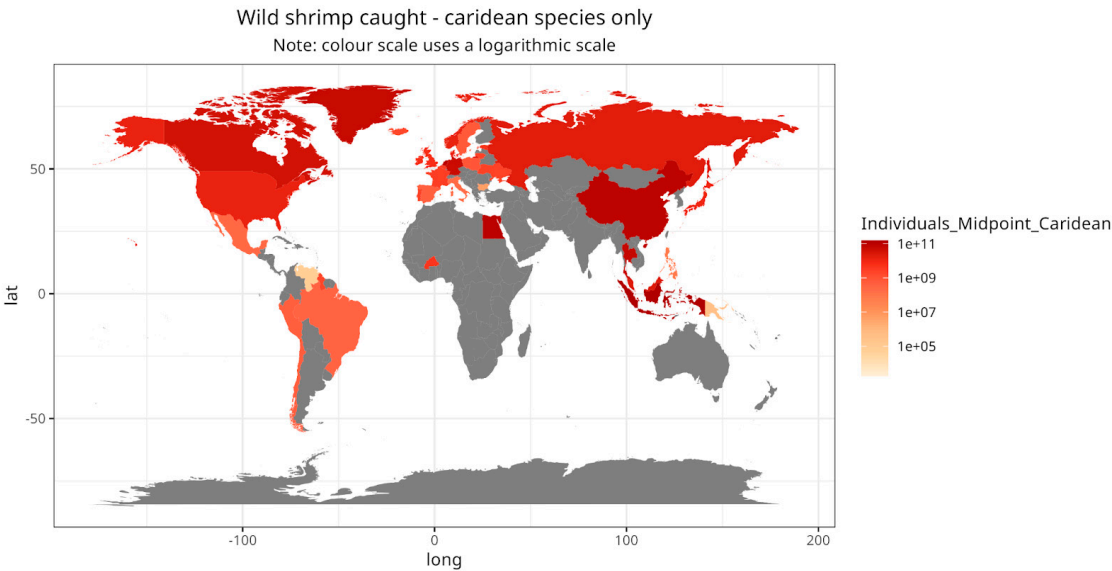 Wild shrimp caught - caridean species only
Note: colour scale uses a logarithmic scale
lat
50
0
-50
-100
0
100
200
long
Individuals_Midpoint_Caridean
1e+11
1e+09
1e+07
1e+05